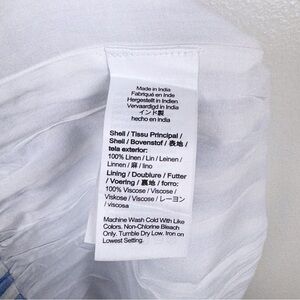 Made in India
Fabriqué en Inde
Hergestellt in Indien
Vervaardigd in India
インド製
hecho en India
Shell / Tissu Principal /
Shell / Bovenstof / 表地 /
tela exterior:
100% Linen / Lin / Leinen /
Linnen / 麻 / lino
Lining / Doublure / Futter
/ Voering / 裏地 / forro:
100% Viscose / Viscose /
Viskose / Viscose / レーヨン
/ viscosa
Machine Wash Cold With Like
Colors. Non-Chlorine Bleach
Only. Tumble Dry Low. Iron on
Lowest Setting.